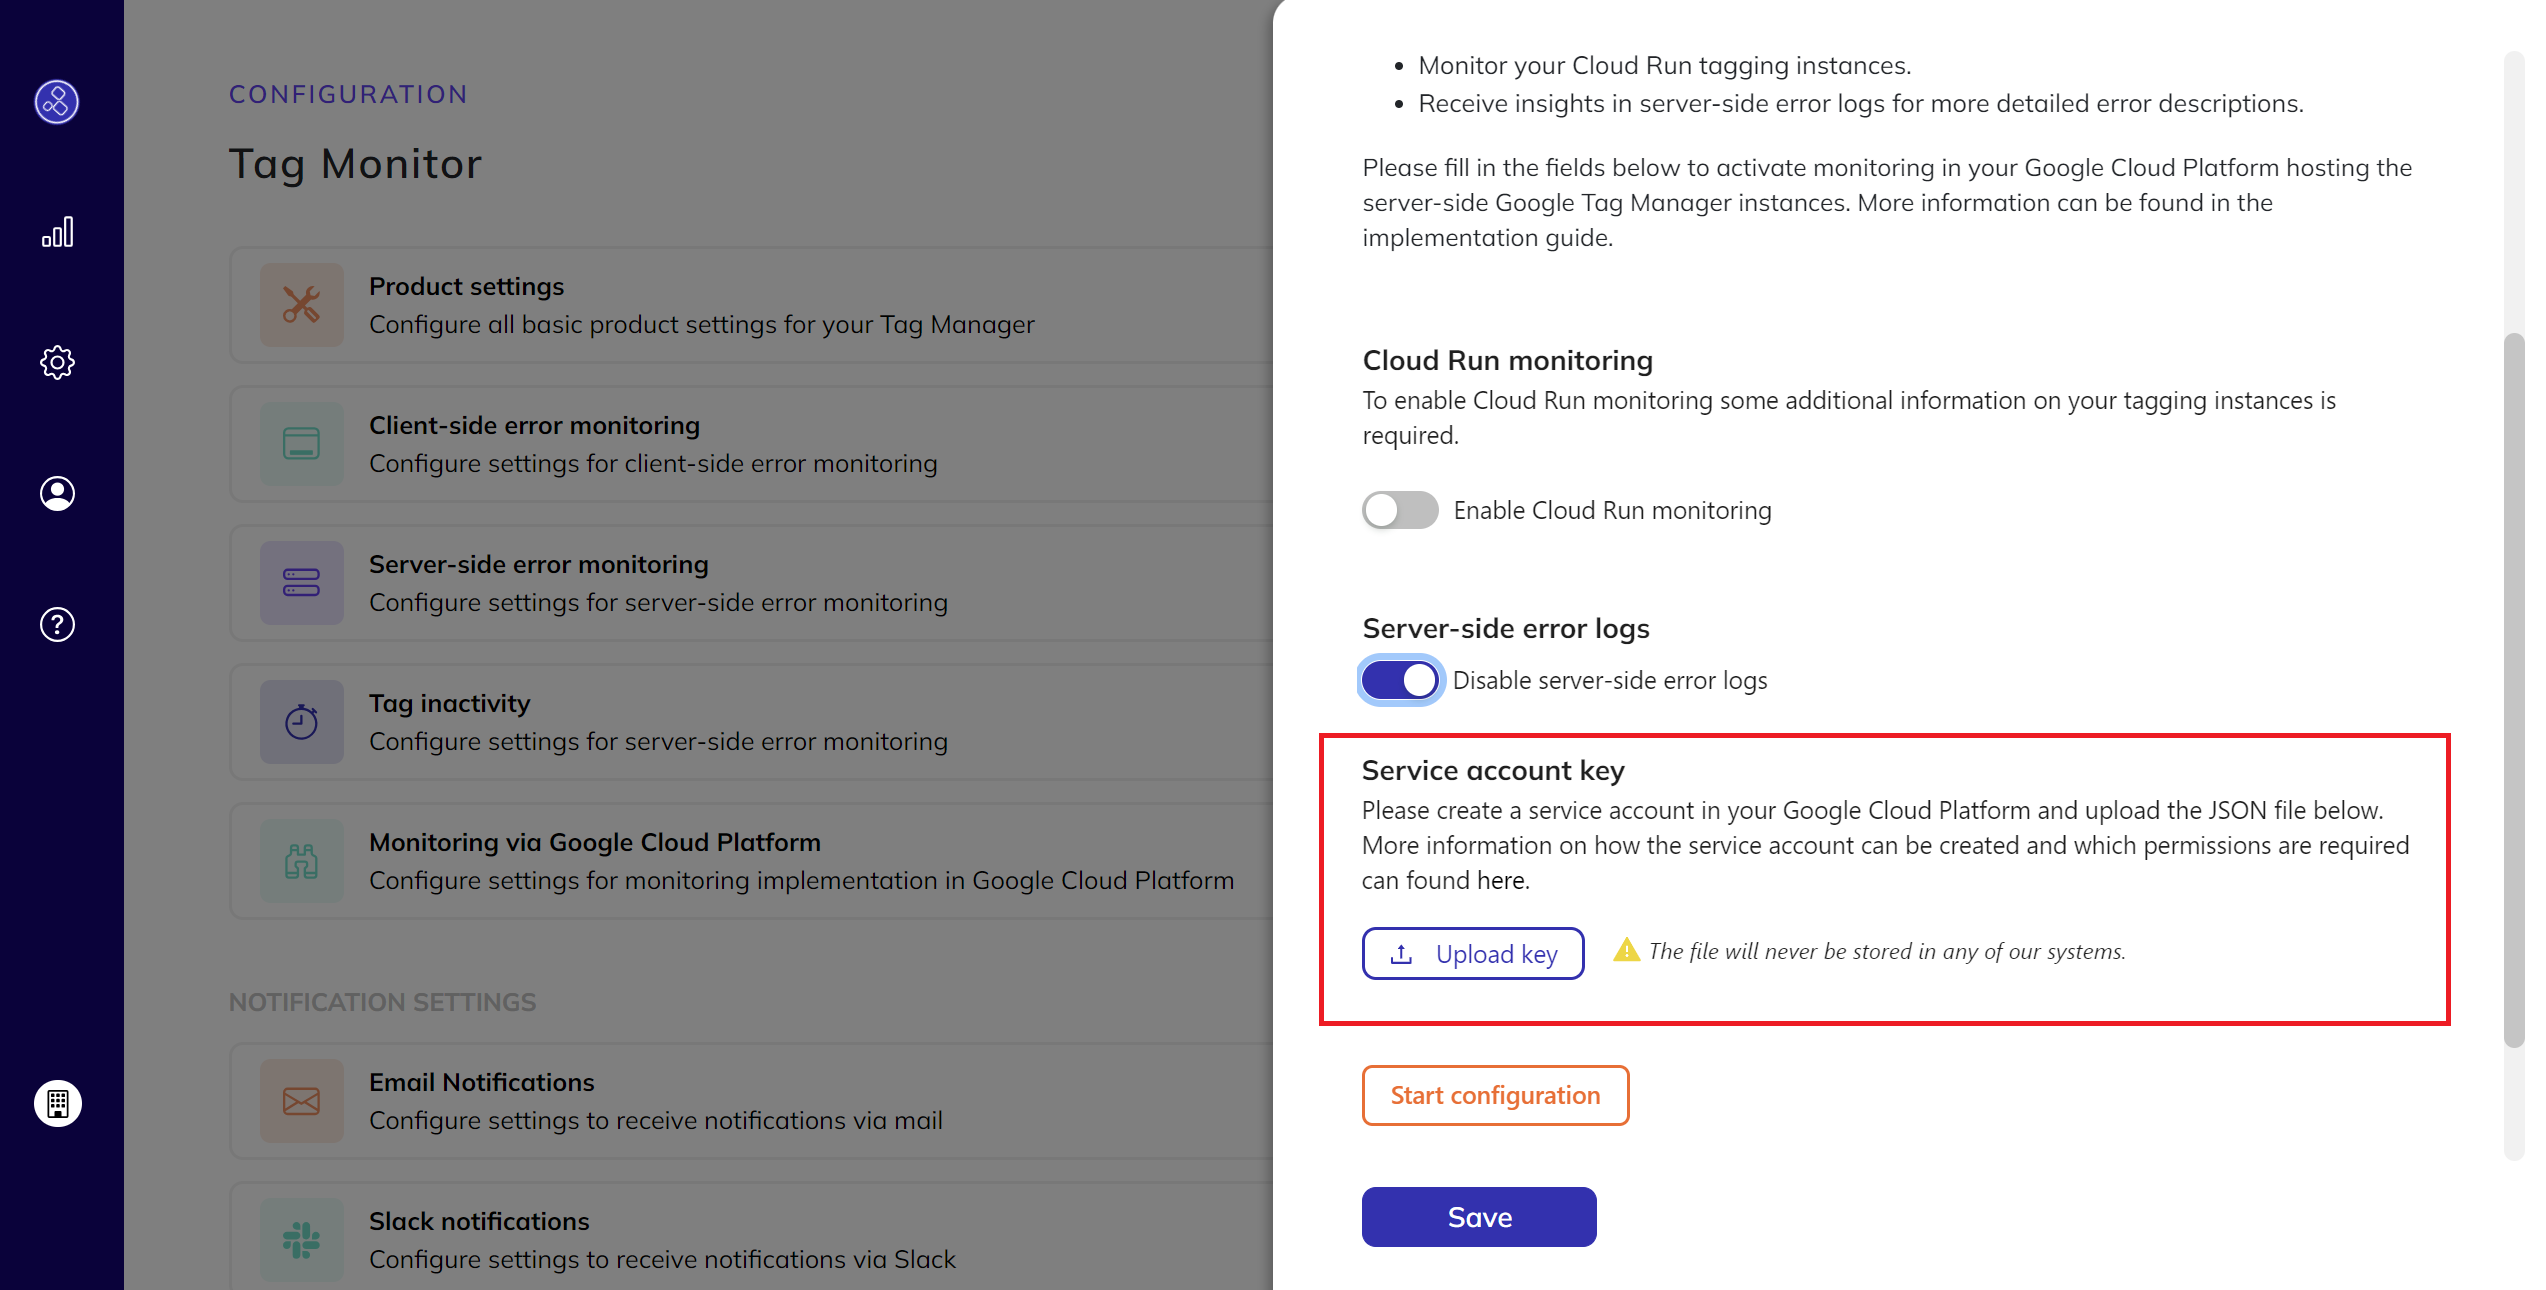 CONFIGURATION
Tag Monitor
Product settings
Configure all basic product settings for your Tag Manager
Client-side error monitoring
Configure settings for client-side error monitoring
Server-side error monitoring
Configure settings for server-side error monitoring
Tag inactivity
Configure settings for server-side error monitoring
Monitoring via Google Cloud Platform
Configure settings for monitoring implementation in Google Cloud Platform
NOTIFICATION SETTINGS
Email Notifications
Configure settings to receive notifications via mail
Slack notifications
Configure settings to receive notifications via Slack
• Monitor your Cloud Run tagging instances.
• Receive insights in server-side error logs for more detailed error descriptions.
Please fill in the fields below to activate monitoring in your Google Cloud Platform hosting the
server-side Google Tag Manager instances. More information can be found in the
implementation guide.
Cloud Run monitoring
To enable Cloud Run monitoring some additional information on your tagging instances is
required.
Enable Cloud Run monitoring
Server-side error logs
Disable server-side error logs
Service account key
Please create a service account in your Google Cloud Platform and upload the JSON file below.
More information on how the service account can be created and which permissions are required
can found here.
Upload key
The file will never be stored in any of our systems.
Start configuration
Save